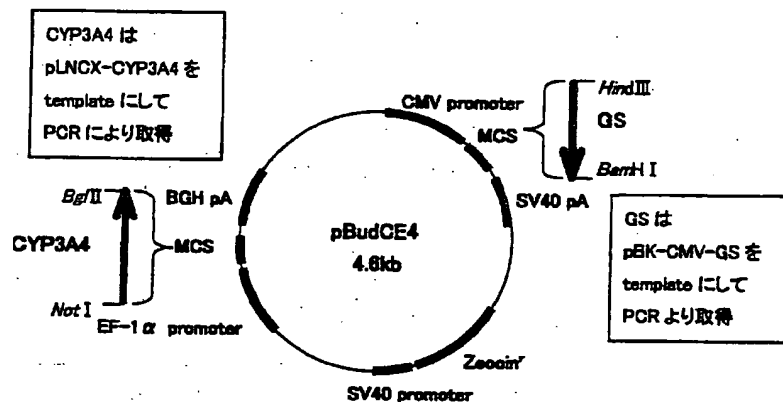 CYP3A4 は
pLNCX-CYP3A4 を
template にして
PCR により取得
CMV promoter
MCS
HindIII
GS
BamH I
SV40 pA
BglII
CYP3A4
MCS
BGH pA
Not I
EF-1α promoter
pBudCE4
4.6kb
GS は
pBK-CMV-GS を
template にして
PCR より取得
Zeocinʳ
SV40 promoter